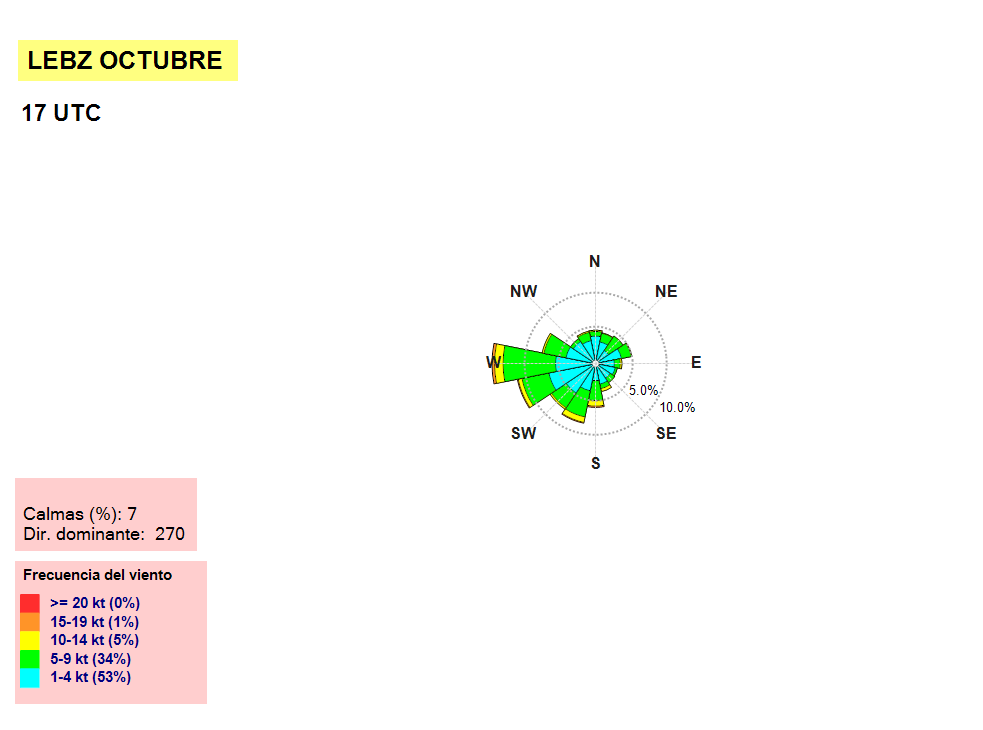 LEBZ OCTUBRE
17 UTC
N
NW
NE
W
E
5.0%
10.0%
SW
SE
S
Calmas (%): 7
Dir. dominante: 270
Frecuencia del viento
>= 20 kt (0%)
15-19 kt (1%)
10-14 kt (5%)
5-9 kt (34%)
1-4 kt (53%)